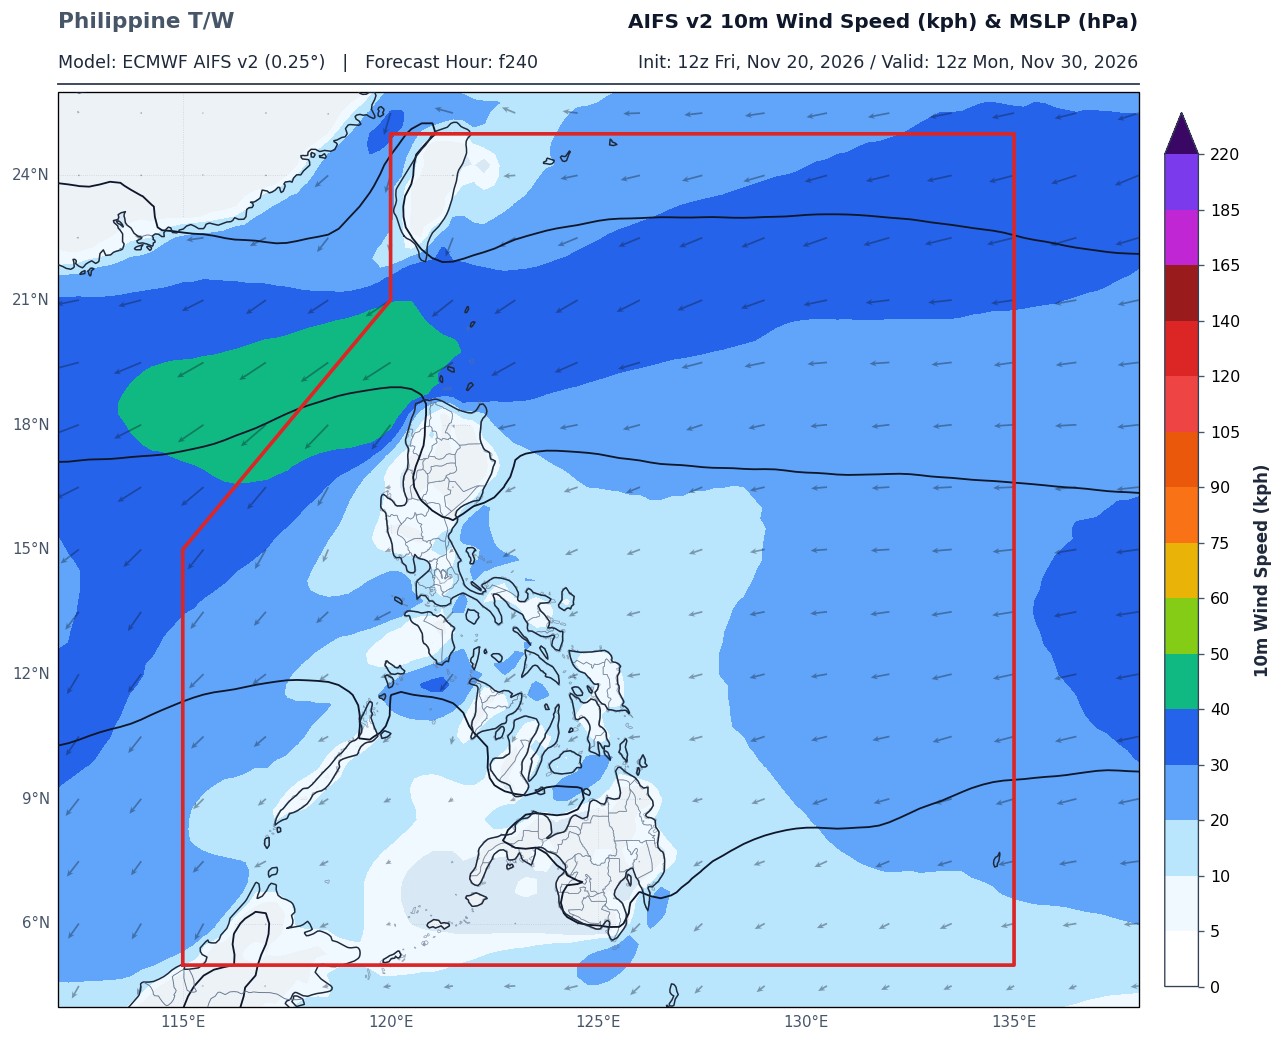 Philippine T/W
AIFS v2 10m Wind Speed (kph) & MSLP (hPa)
Model: ECMWF AIFS v2 (0.25°) | Forecast Hour: f240
Init: 12z Fri, Nov 20, 2026 / Valid: 12z Mon, Nov 30, 2026
24°N
21°N
18°N
15°N
12°N
9°N
6°N
115°E
120°E
125°E
130°E
135°E
220
185
165
140
120
105
90
75
60
50
40
30
20
10
5
0
10m Wind Speed (kph)